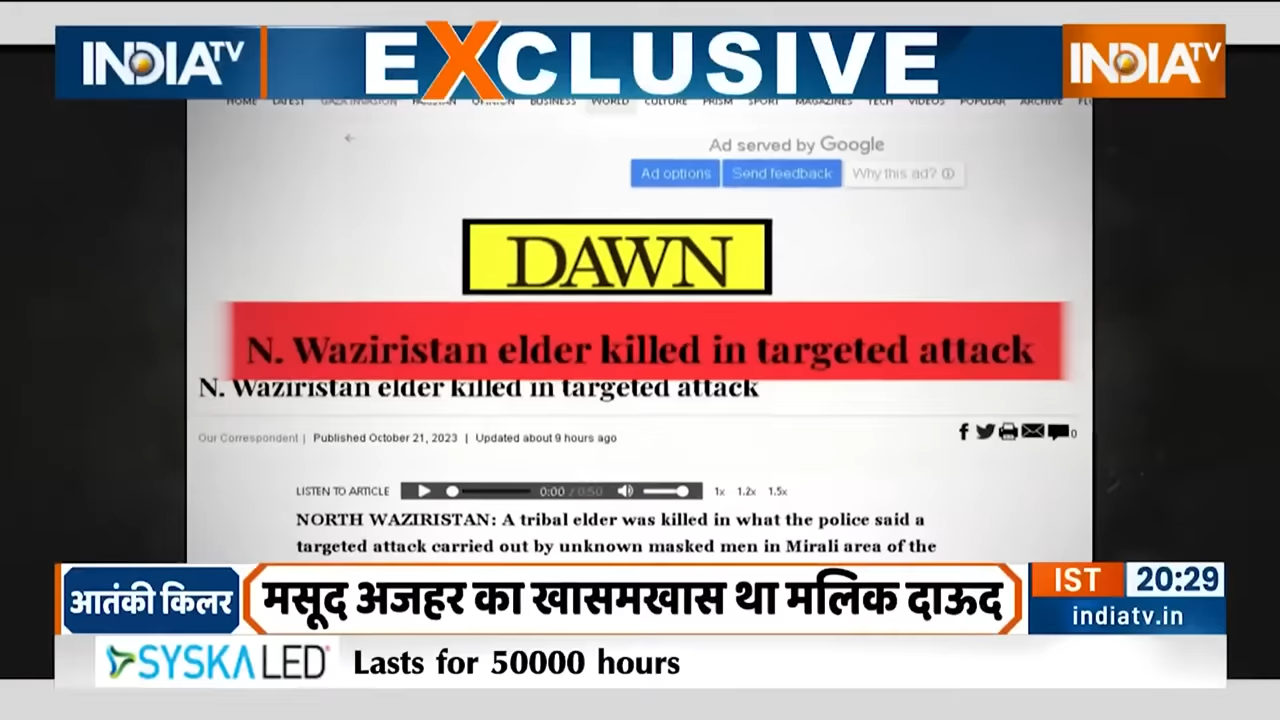 INDIA TV
EXCLUSIVE
INDIA TV
HOME LATEST GAZA INVASION PAKISTAN OPINION BUSINESS WORLD CULTURE PRISM SPORT MAGAZINES TECH VIDEOS POPULAR ARCHIVE
Ad served by Google
Ad options Send feedback Why this ad?
DAWN
N. Waziristan elder killed in targeted attack
N. Waziristan elder killed in targeted attack
Our Correspondent | Published October 21, 2023 | Updated about 9 hours ago
0
LISTEN TO ARTICLE 0:00 / 0:50 1x 1.2x 1.5x
NORTH WAZIRISTAN: A tribal elder was killed in what the police said a
targeted attack carried out by unknown masked men in Mirali area of the
आतंकी किलर
मसूद अजहर का खासमखास था मलिक दाऊद
IST 20:29
indiatv.in
SYSKA LED
Lasts for 50000 hours